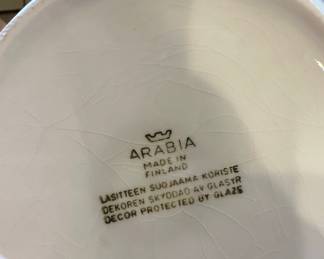 ARABIA
MADE IN
FINLAND
LASITTEEN SUOJAAMA KORISTE
DEKOREN SKYDDAD AV GLASYR
DECOR PROTECTED BY GLAZE